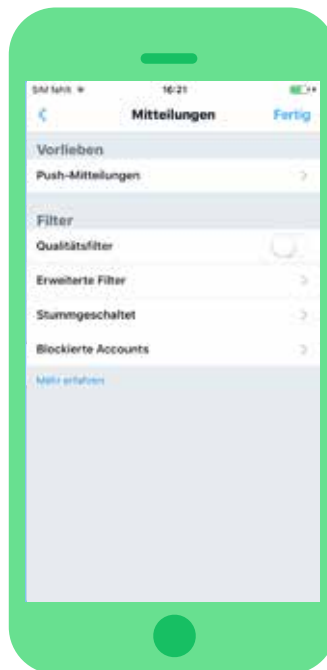 SIM fehlt
16:21
Mitteilungen
Fertig
Vorlieben
Push-Mitteilungen
Filter
Qualitätsfilter
Erweiterte Filter
Stummgeschaltet
Blockierte Accounts
Mehr erfahren